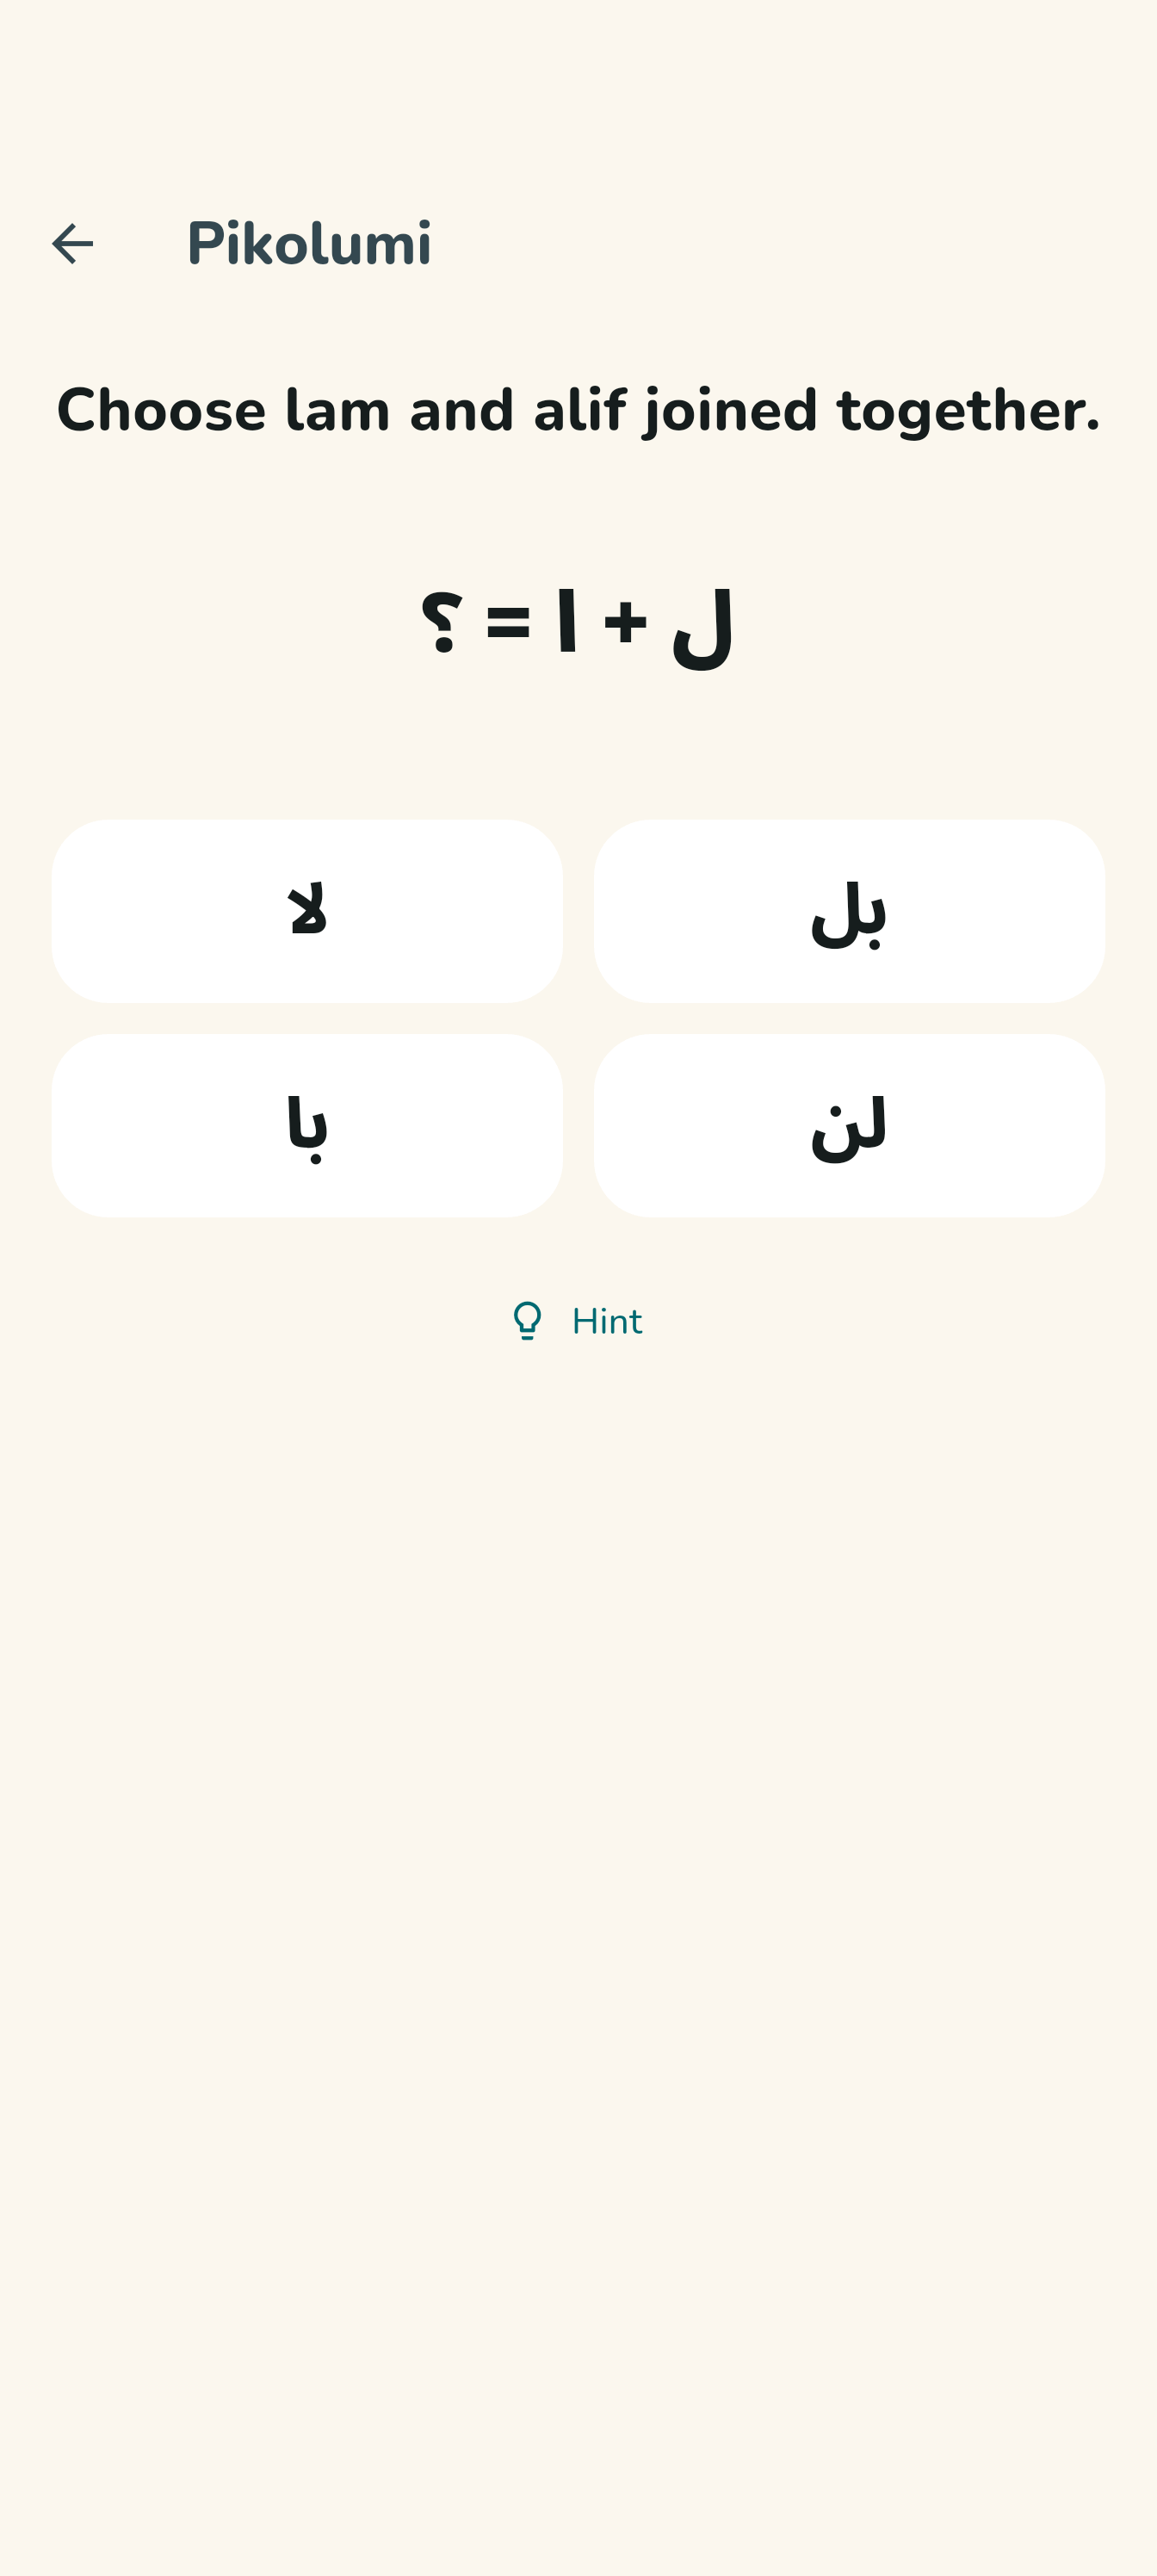 Pikolumi
Choose lam and alif joined together.
ل + ا = ؟
لا
بل
با
لن
Hint